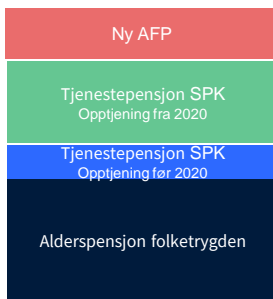 Ny AFP
Tjenestepensjon SPK
Opptjening fra 2020
Tjenestepensjon SPK
Opptjening før 2020
Alderspensjon folketrygden